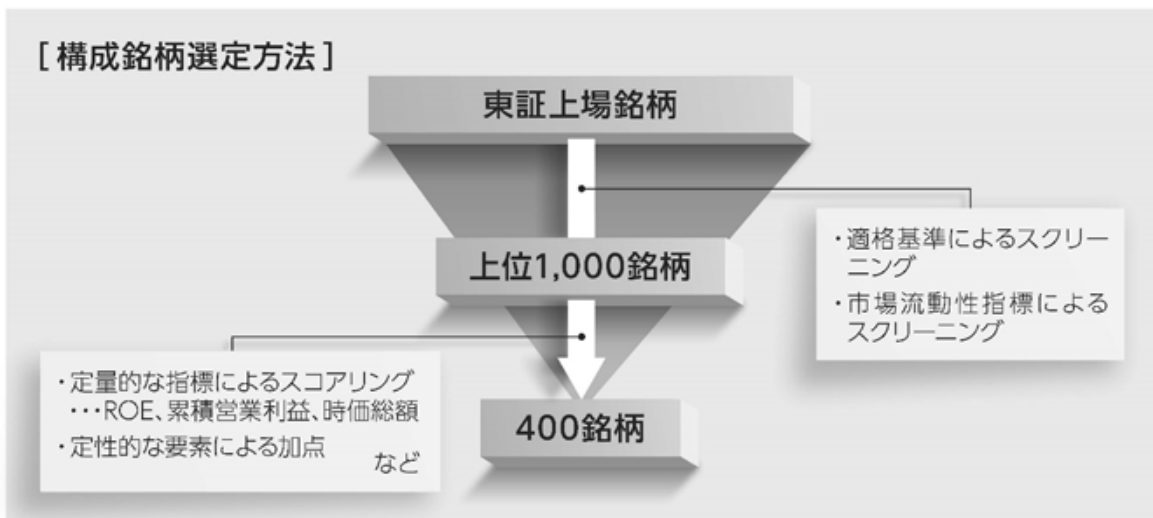 [構成銘柄選定方法]
東証上場銘柄
・適格基準によるスクリー
ニング
・市場流動性指標による
スクリーニング
上位1,000銘柄
・定量的な指標によるスコアリング
･･･ROE、累積営業利益、時価総額
・定性的な要素による加点
など
400銘柄